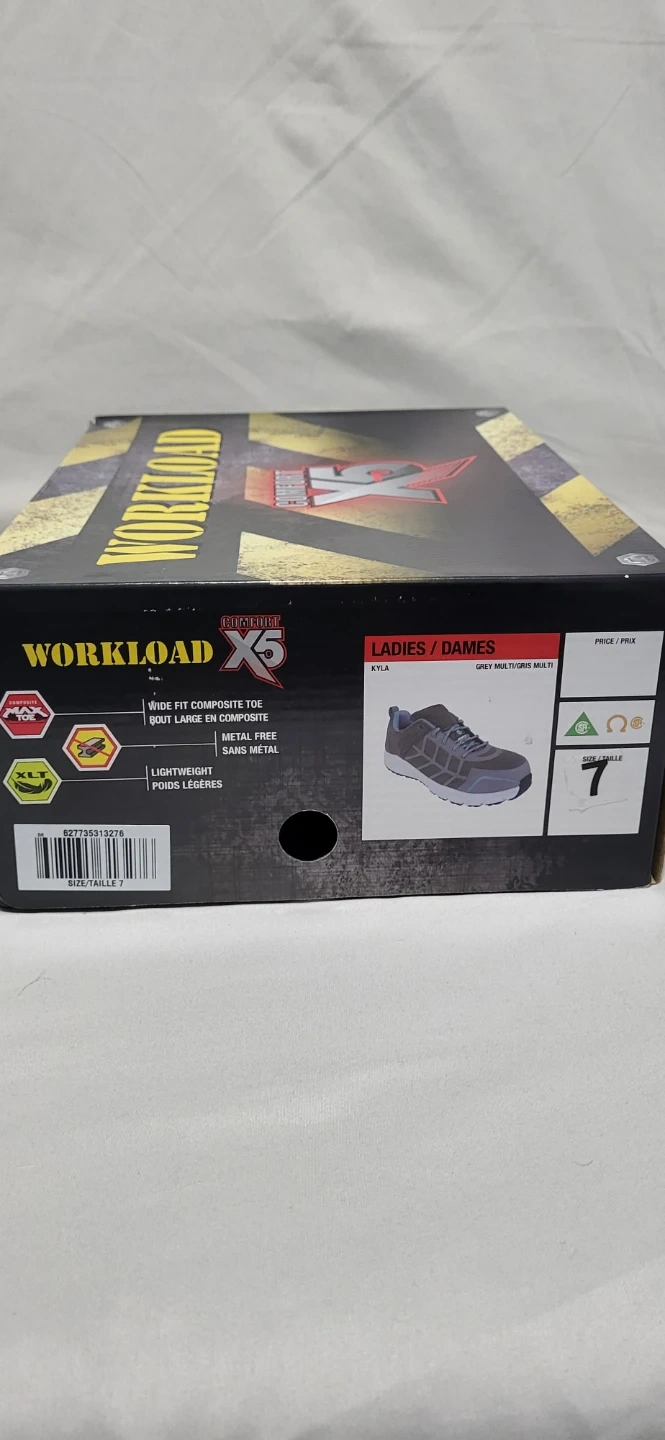 WORKLOAD
COMFORT
X5
WORKLOAD
COMFORT
X5
COMPOSITE
MAX
TOE
WIDE FIT COMPOSITE TOE
BOUT LARGE EN COMPOSITE
METAL FREE
SANS MÉTAL
XLT
LIGHTWEIGHT
POIDS LÉGÈRES
627735313276
SIZE/TAILLE 7
LADIES / DAMES
KYLA
GREY MULTI/GRIS MULTI
PRICE / PRIX
SIZE / TAILLE
7